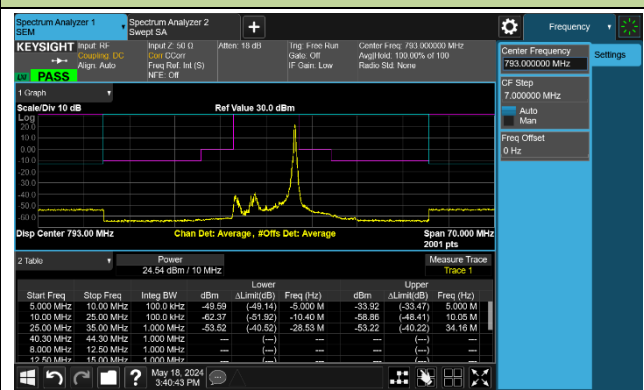 Spectrum Analyzer 1
SEM
Spectrum Analyzer 2
Swept SA
Frequency
KEYSIGHT
Input: RF
Coupling: DC
Align: Auto
Input Z: 50 Ω
Corr CCorr
Freq Ref: Int (S)
NFE: Off
Atten: 18 dB
Trig: Free Run
Gate: Off
IF Gain: Low
Center Freq: 793.000000 MHz
Avg|Hold: 100.00% of 100
Radio Std: None
LW PASS
Center Frequency
793.000000 MHz
Settings
CF Step
7.000000 MHz
Auto
Man
Freq Offset
0 Hz
1 Graph
Scale/Div 10 dB
Ref Value 30.0 dBm
Log
20.0
10.0
0.00
-10.0
-20.0
-30.0
-40.0
-50.0
-60.0
Disp Center 793.00 MHz
Chan Det: Average , #Offs Det: Average
Span 70.000 MHz
2001 pts
2 Table
Power
24.54 dBm / 10 MHz
Measure Trace
Trace 1
Lower Upper
Start Freq Stop Freq Integ BW dBm ΔLimit(dB) Freq (Hz) dBm ΔLimit(dB) Freq (Hz)
5.000 MHz 10.00 MHz 100.0 kHz -49.59 (-49.14) -5.000 M -33.92 (-33.47) 5.000 M
10.00 MHz 25.00 MHz 100.0 kHz -62.37 (-51.92) -10.40 M -58.86 (-48.41) 10.05 M
25.00 MHz 35.00 MHz 1.000 MHz -53.52 (-40.52) -28.53 M -53.22 (-40.22) 34.16 M
40.30 MHz 44.30 MHz 1.000 MHz --- (---) --- --- (---) ---
8.000 MHz 12.50 MHz 1.000 MHz --- (---) --- --- (---) ---
12.50 MHz 15.00 MHz 1.000 MHz --- (---) --- --- (---) ---
May 18, 2024
3:40:43 PM